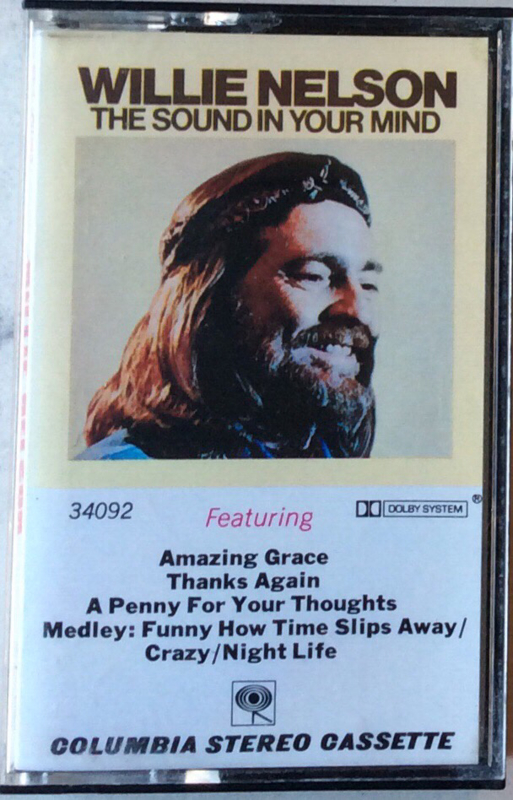 WILLIE NELSON
THE SOUND IN YOUR MIND
34092
Featuring
DOLBY SYSTEM ®
Amazing Grace
Thanks Again
A Penny For Your Thoughts
Medley: Funny How Time Slips Away/
Crazy/Night Life
COLUMBIA STEREO CASSETTE